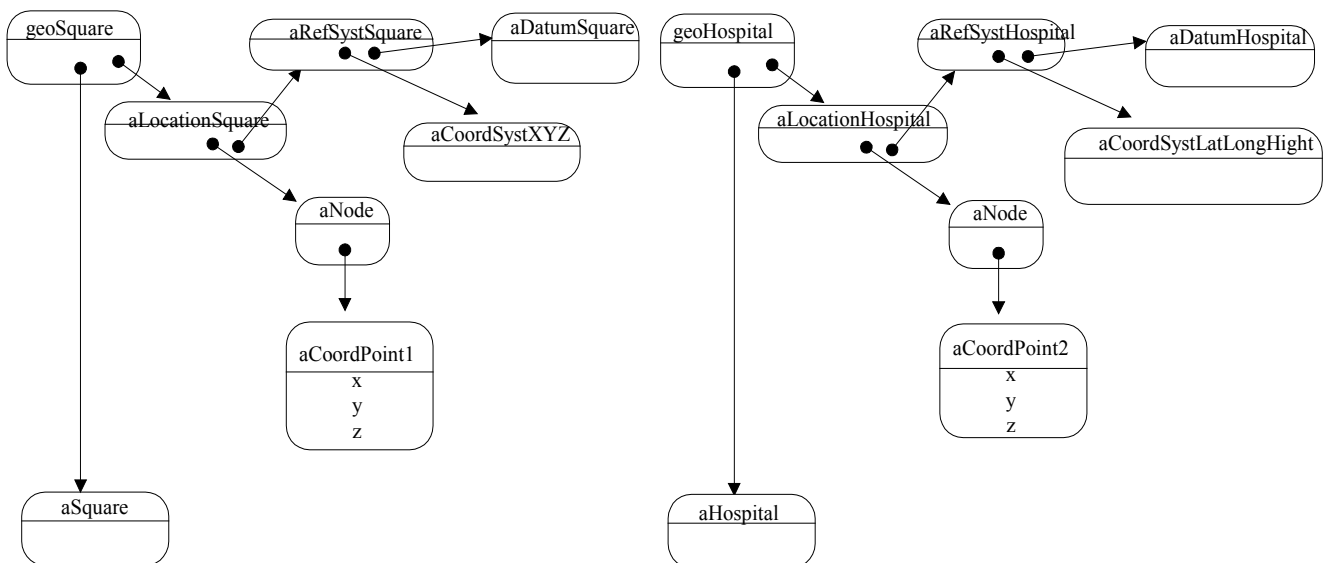 geoSquare
aRefSystSquare
aDatumSquare
aLocationSquare
aCoordSystXYZ
aNode
aCoordPoint1
x
y
z
aSquare
geoHospital
aRefSystHospital
aDatumHospital
aLocationHospital
aCoordSystLatLongHight
aNode
aCoordPoint2
x
y
z
aHospital